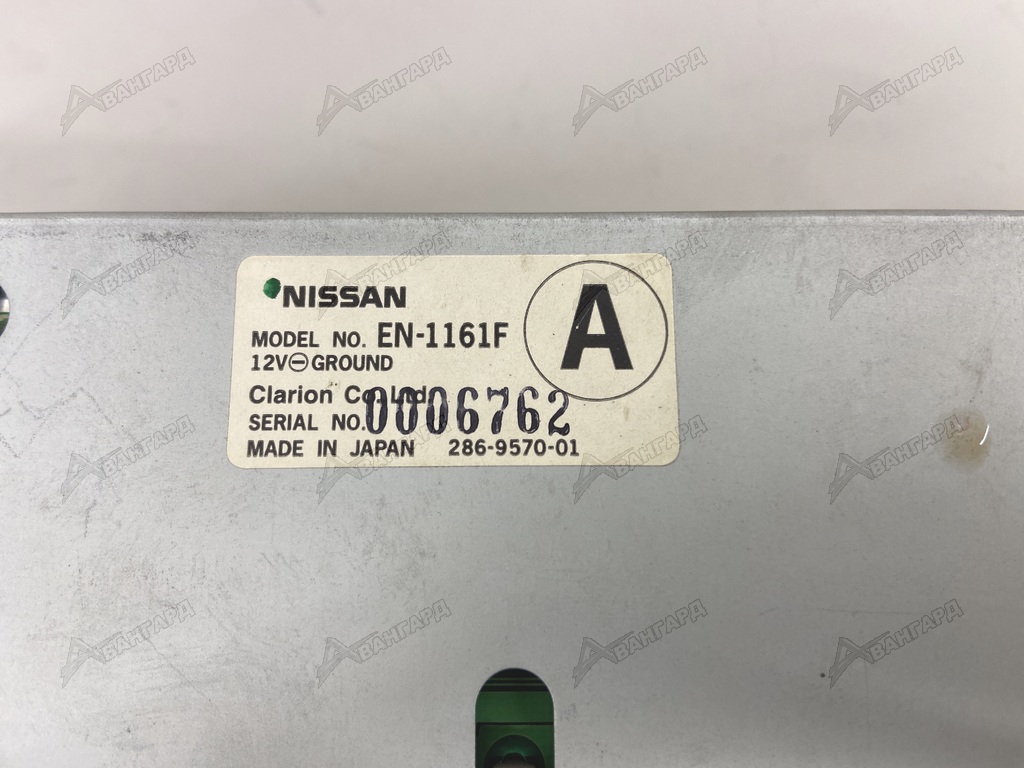 NISSAN
MODEL NO. EN-1161F
A
12V⊖GROUND
Clarion Co., Ltd.
SERIAL NO. 0006762
MADE IN JAPAN 286-9570-01
АВАНГАРД